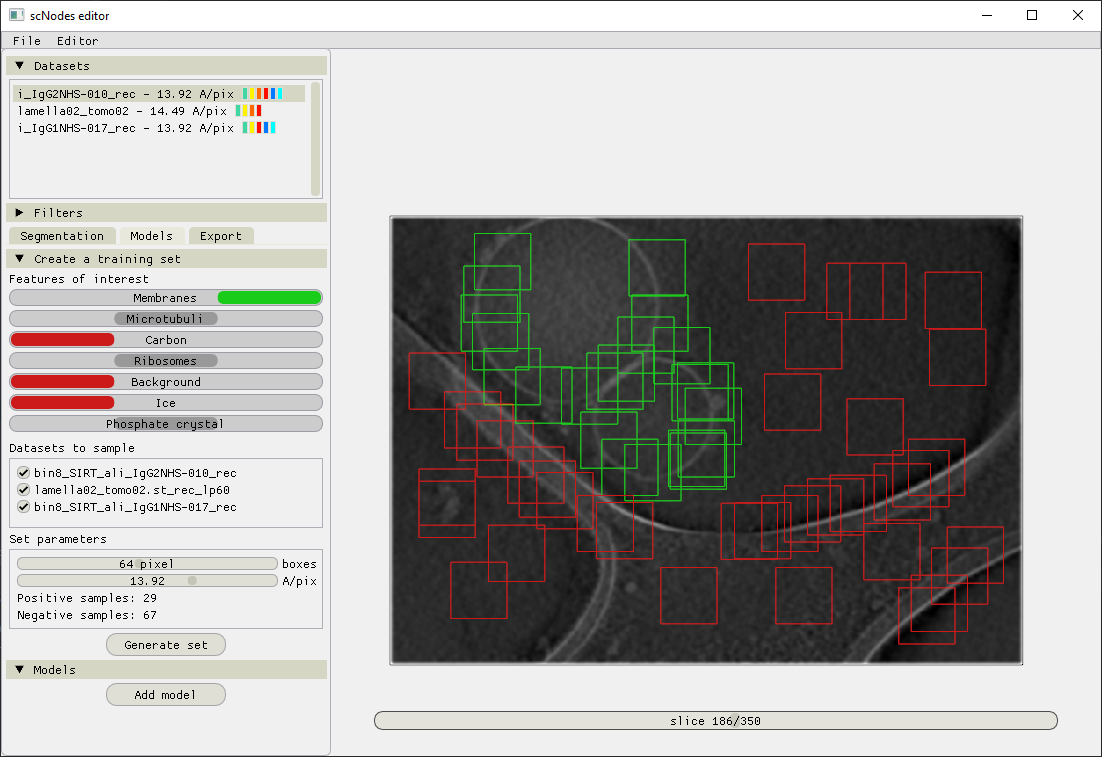 scNodes editor
File Editor
Datasets
i_IgG2NHS-010_rec - 13.92 A/pix
lamella02_tomo02 - 14.49 A/pix
i_IgG1NHS-017_rec - 13.92 A/pix
Filters
Segmentation Models Export
Create a training set
Features of interest
Membranes
Microtubuli
Carbon
Ribosomes
Background
Ice
Phosphate crystal
Datasets to sample
bin8_SIRT_ali_IgG2NHS-010_rec
lamella02_tomo02.st_rec_lp60
bin8_SIRT_ali_IgG1NHS-017_rec
Set parameters
64 pixel boxes
13.92 A/pix
Positive samples: 29
Negative samples: 67
Generate set
Models
Add model
slice 186/350